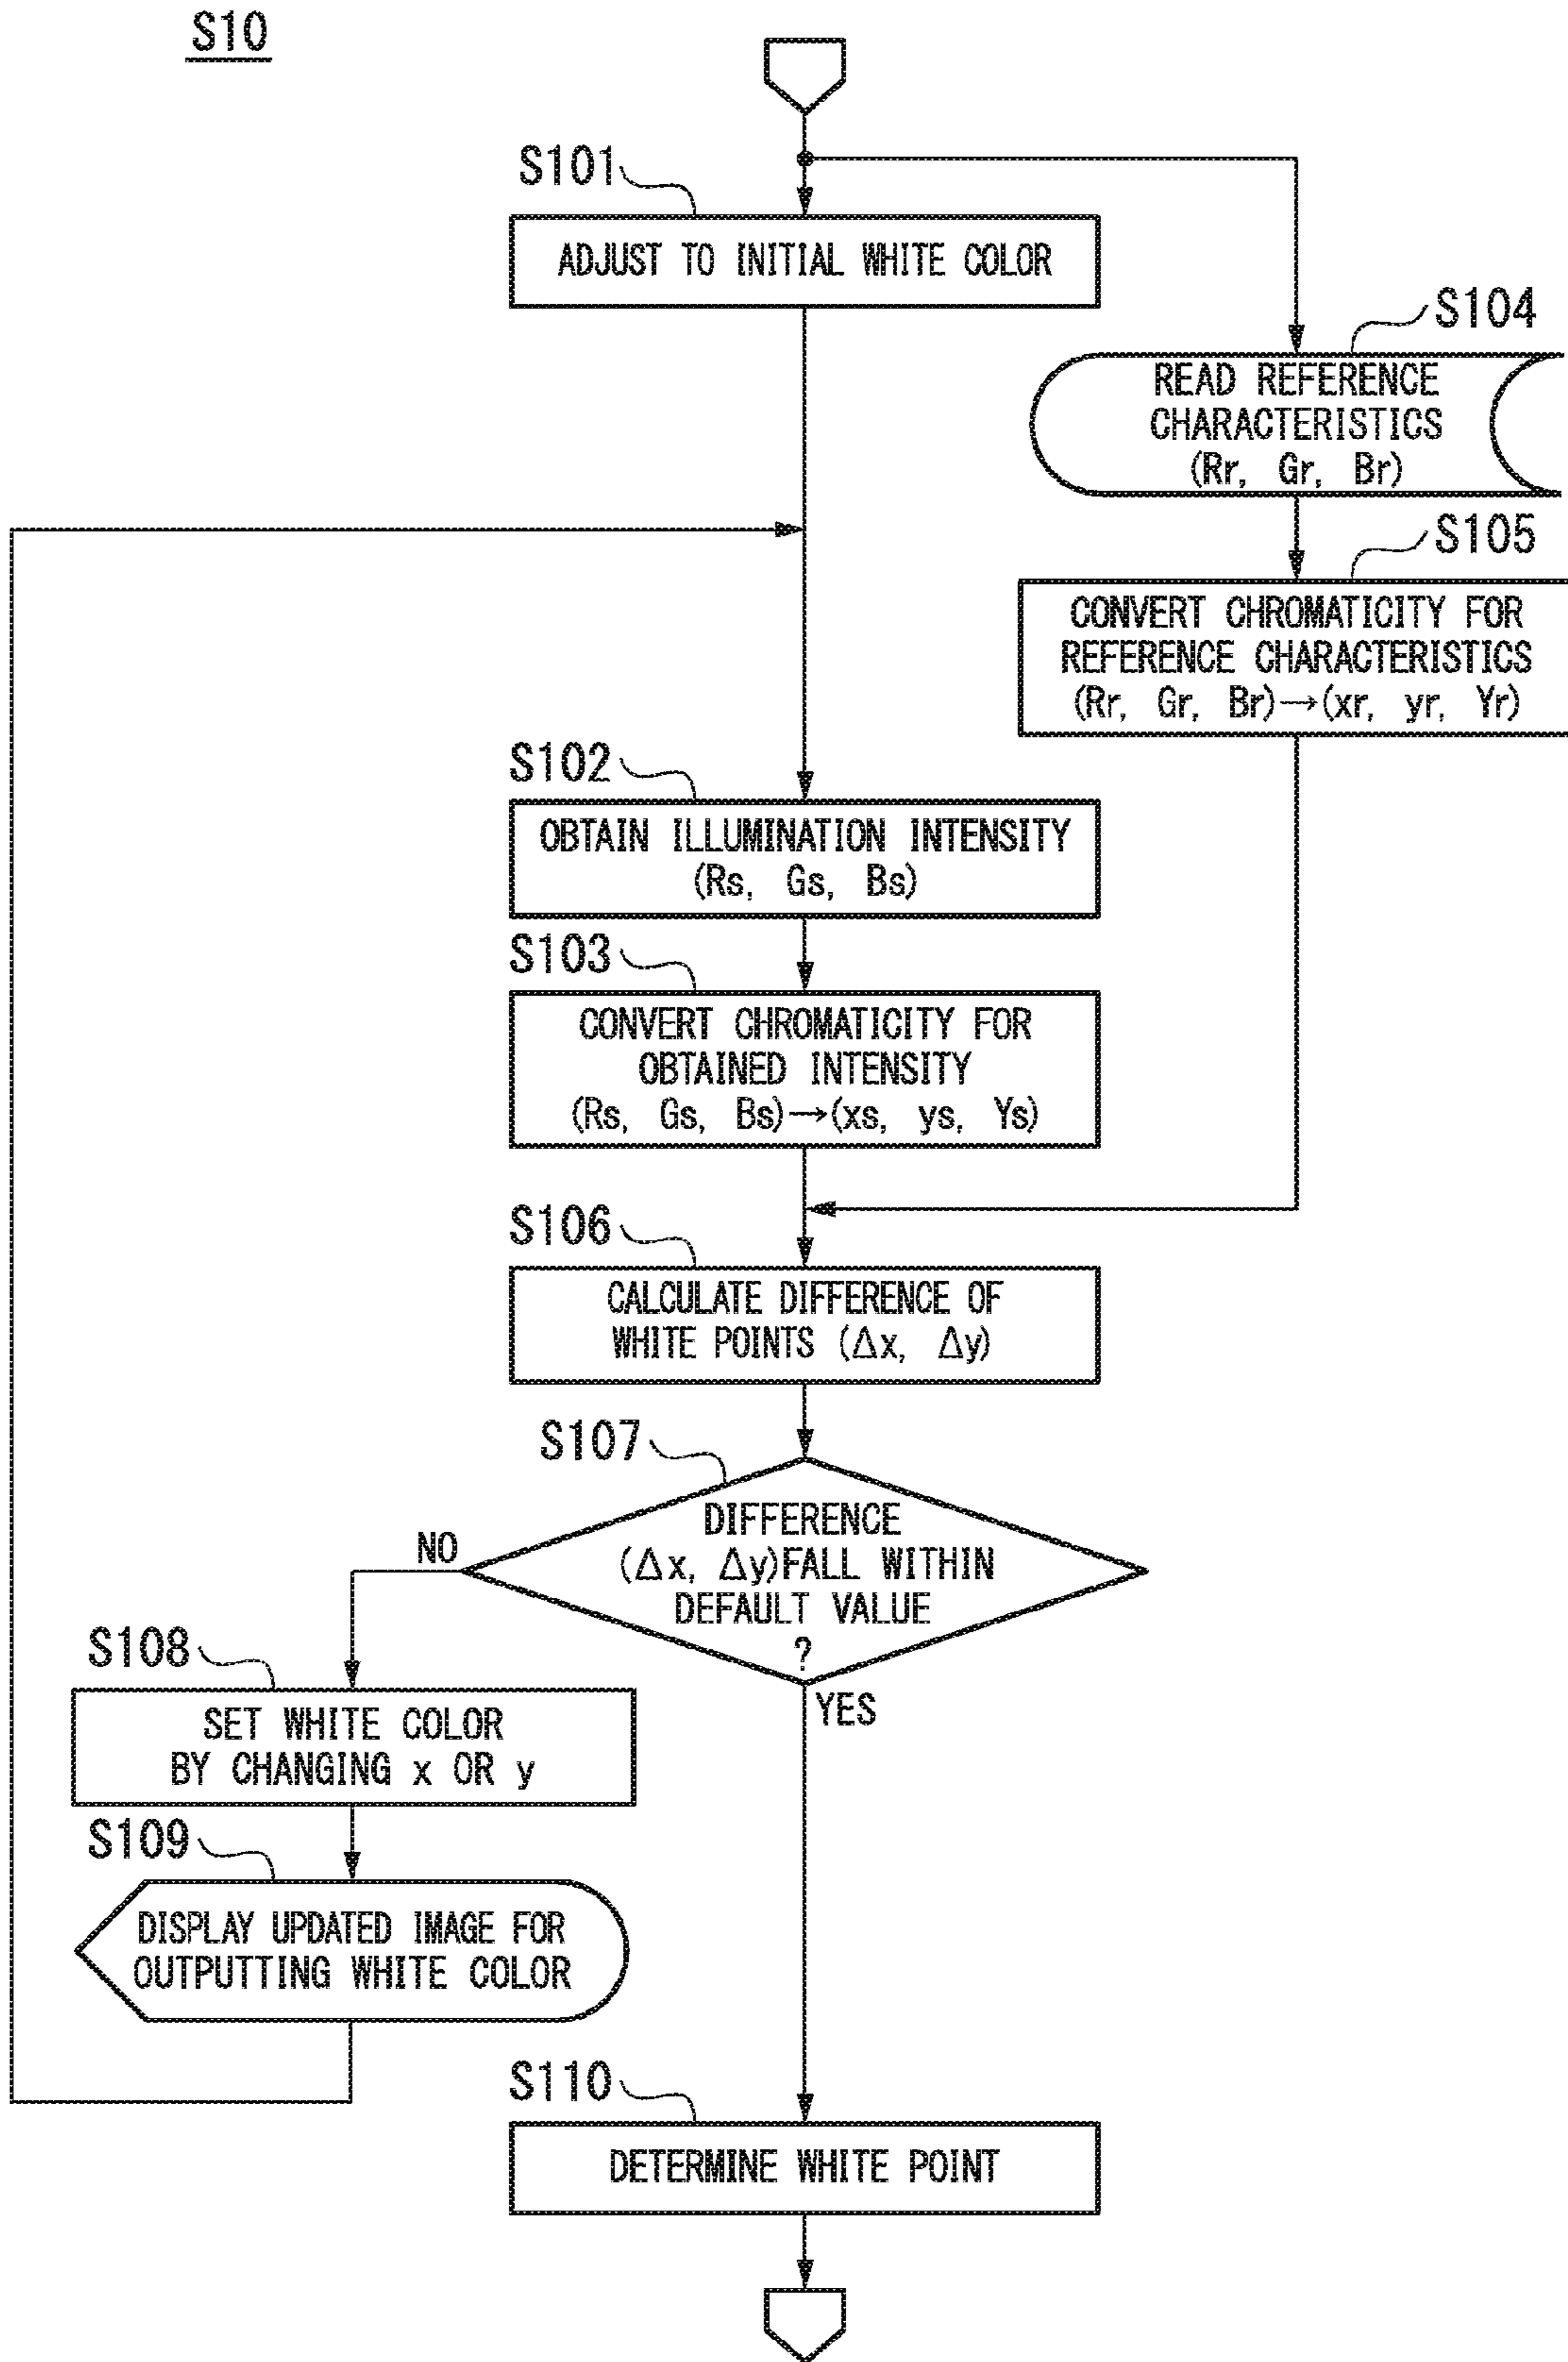 S10
S101
ADJUST TO INITIAL WHITE COLOR
S104
READ REFERENCE
CHARACTERISTICS
(Rr, Gr, Br)
S105
CONVERT CHROMATICITY FOR
REFERENCE CHARACTERISTICS
(Rr, Gr, Br)→(xr, yr, Yr)
S102
OBTAIN ILLUMINATION INTENSITY
(Rs, Gs, Bs)
S103
CONVERT CHROMATICITY FOR
OBTAINED INTENSITY
(Rs, Gs, Bs)→(xs, ys, Ys)
S106
CALCULATE DIFFERENCE OF
WHITE POINTS (Δx, Δy)
S107
DIFFERENCE
(Δx, Δy)FALL WITHIN
DEFAULT VALUE
?
NO
YES
S108
SET WHITE COLOR
BY CHANGING x OR y
S109
DISPLAY UPDATED IMAGE FOR
OUTPUTTING WHITE COLOR
S110
DETERMINE WHITE POINT